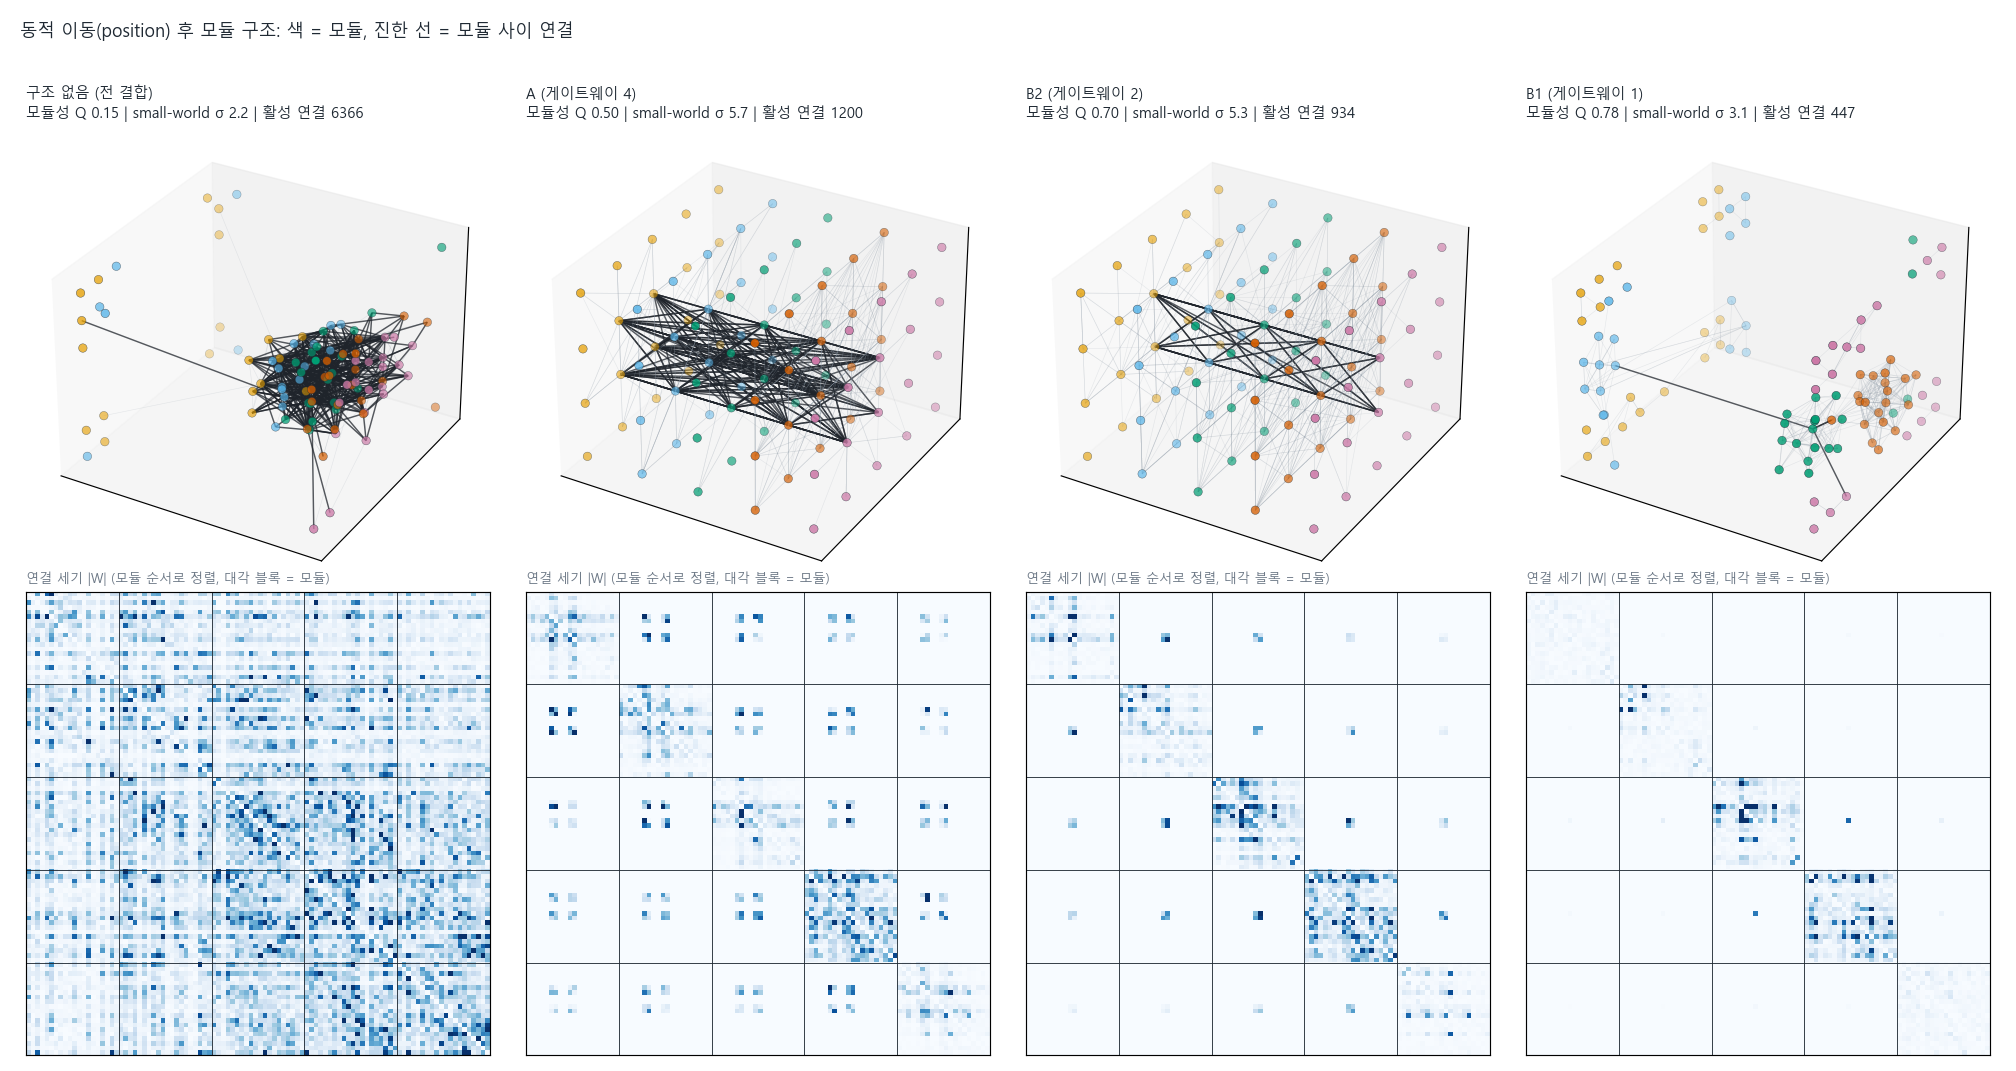 동적 이동(position) 후 모듈 구조: 색 = 모듈, 진한 선 = 모듈 사이 연결
구조 없음 (전 결합)
모듈성 Q 0.15 | small-world σ 2.2 | 활성 연결 6366
A (게이트웨이 4)
모듈성 Q 0.50 | small-world σ 5.7 | 활성 연결 1200
B2 (게이트웨이 2)
모듈성 Q 0.70 | small-world σ 5.3 | 활성 연결 934
B1 (게이트웨이 1)
모듈성 Q 0.78 | small-world σ 3.1 | 활성 연결 447
연결 세기 |W| (모듈 순서로 정렬, 대각 블록 = 모듈)
연결 세기 |W| (모듈 순서로 정렬, 대각 블록 = 모듈)
연결 세기 |W| (모듈 순서로 정렬, 대각 블록 = 모듈)
연결 세기 |W| (모듈 순서로 정렬, 대각 블록 = 모듈)